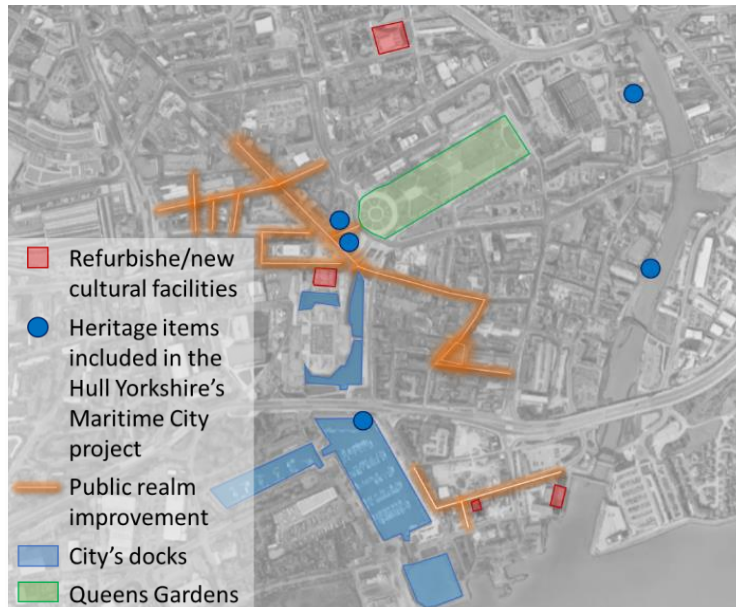 Refurbishe/new
cultural facilities
Heritage items
included in the
Hull Yorkshire's
Maritime City
project
Public realm
improvement
City's docks
Queens Gardens